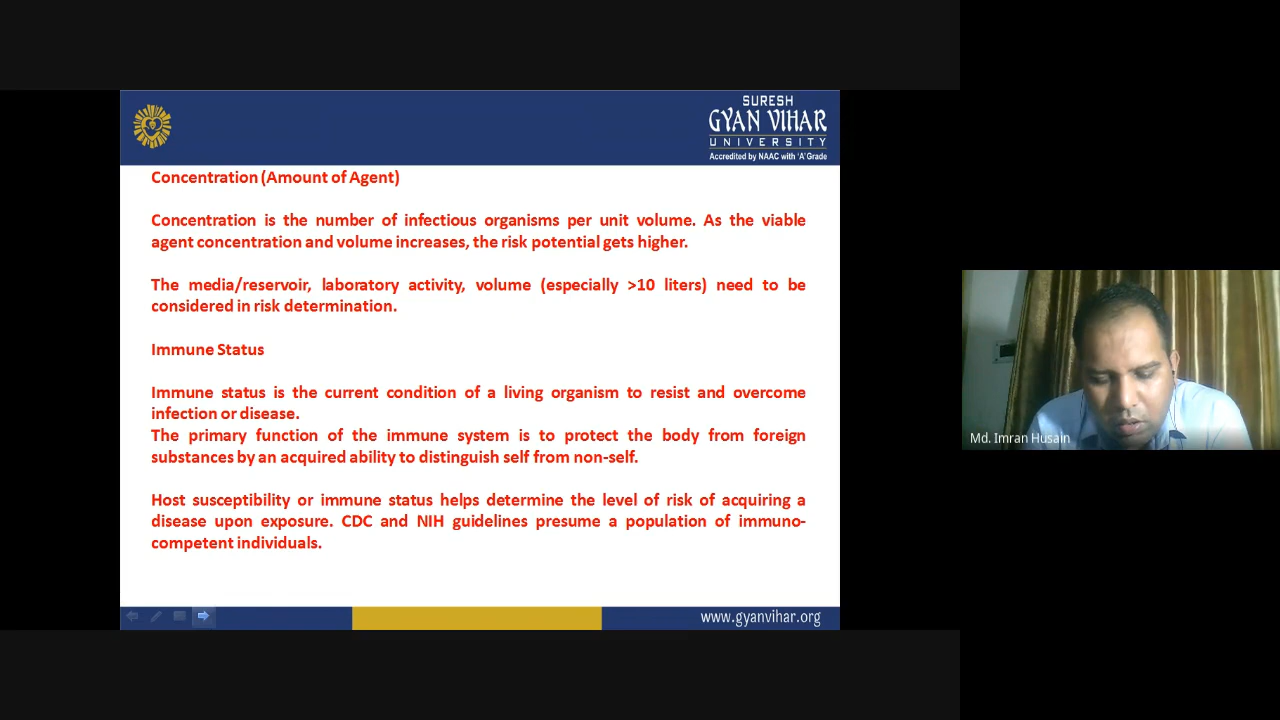 SURESH
GYAN VIHAR
UNIVERSITY
Accredited by NAAC with 'A' Grade
Concentration (Amount of Agent)
Concentration is the number of infectious organisms per unit volume. As the viable
agent concentration and volume increases, the risk potential gets higher.
The media/reservoir, laboratory activity, volume (especially >10 liters) need to be
considered in risk determination.
Immune Status
Immune status is the current condition of a living organism to resist and overcome
infection or disease.
The primary function of the immune system is to protect the body from foreign
substances by an acquired ability to distinguish self from non-self.
Host susceptibility or immune status helps determine the level of risk of acquiring a
disease upon exposure. CDC and NIH guidelines presume a population of immuno-
competent individuals.
www.gyanvihar.org
Md. Imran Husain